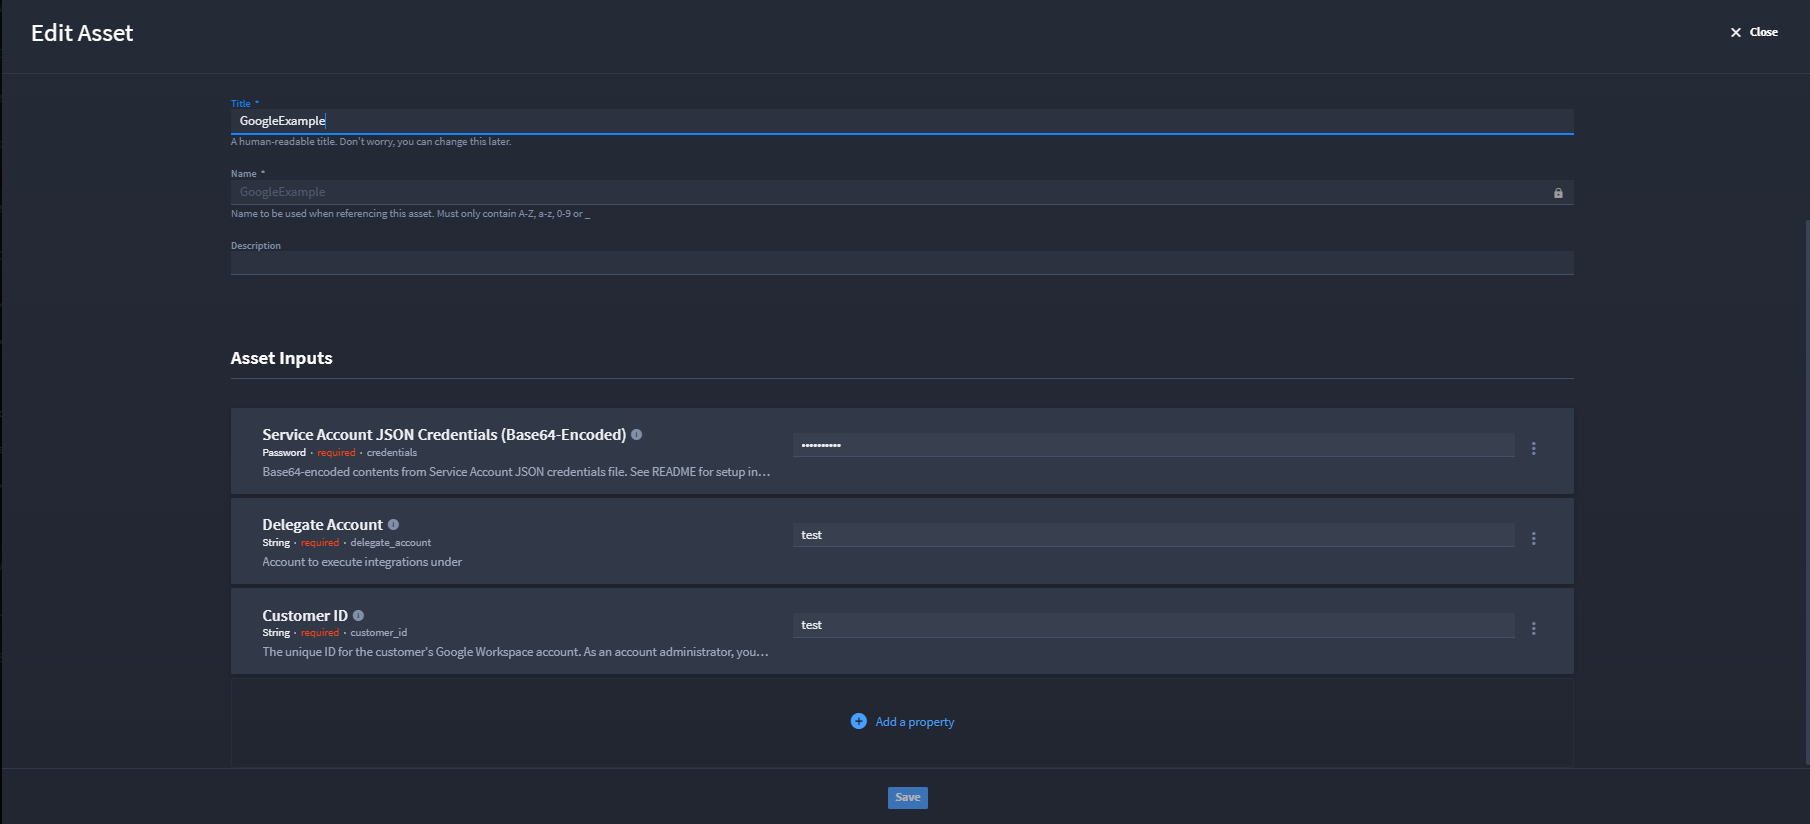 Edit Asset
Close
Title *
GoogleExample
A human-readable title. Don't worry, you can change this later.
Name *
GoogleExample
Name to be used when referencing this asset. Must only contain A-Z, a-z, 0-9 or _
Description
Asset Inputs
Service Account JSON Credentials (Base64-Encoded)
Password · required · credentials
••••••••••
Base64-encoded contents from Service Account JSON credentials file. See README for setup in...
Delegate Account
String · required · delegate_account
test
Account to execute integrations under
Customer ID
String · required · customer_id
test
The unique ID for the customer's Google Workspace account. As an account administrator, you...
Add a property
Save